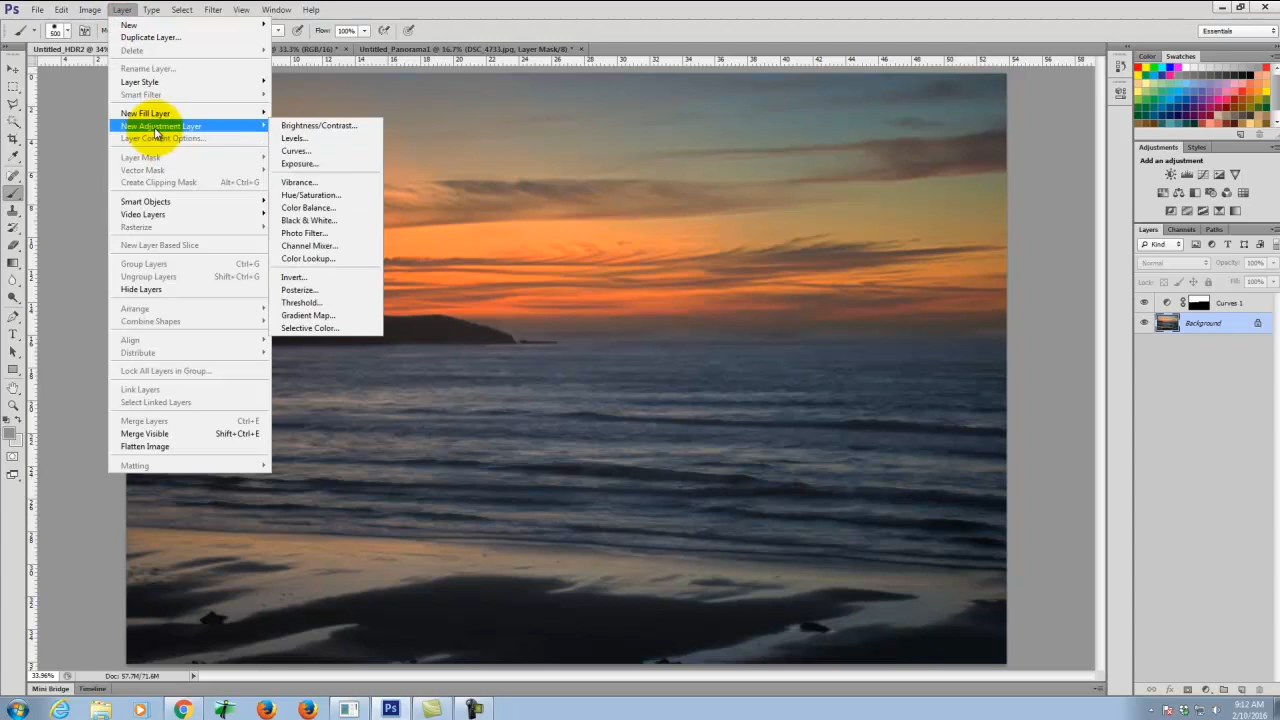 Ps File Edit Image Layer Type Select Filter View Window Help
500 Flow: 100% Essentials
Untitled_HDR2 @ 34% @ 33.3% (RGB/16) * × Untitled_Panorama1 @ 16.7% (DSC_4733.jpg, Layer Mask/8) * ×
New
Duplicate Layer...
Delete
Rename Layer...
Layer Style
Smart Filter
New Fill Layer
New Adjustment Layer
Layer Content Options...
Layer Mask
Vector Mask
Create Clipping Mask Alt+Ctrl+G
Smart Objects
Video Layers
Rasterize
New Layer Based Slice
Group Layers Ctrl+G
Ungroup Layers Shift+Ctrl+G
Hide Layers
Arrange
Combine Shapes
Align
Distribute
Lock All Layers in Group...
Link Layers
Select Linked Layers
Merge Layers Ctrl+E
Merge Visible Shift+Ctrl+E
Flatten Image
Matting
Brightness/Contrast...
Levels...
Curves...
Exposure...
Vibrance...
Hue/Saturation...
Color Balance...
Black & White...
Photo Filter...
Channel Mixer...
Color Lookup...
Invert...
Posterize...
Threshold...
Gradient Map...
Selective Color...
Color Swatches
Adjustments Styles
Add an adjustment
Layers Channels Paths
Kind
Normal Opacity: 100%
Lock: Fill: 100%
Curves 1
Background
33.96% Doc: 57.7M/71.6M
Mini Bridge Timeline
Ps
9:12 AM
2/10/2016